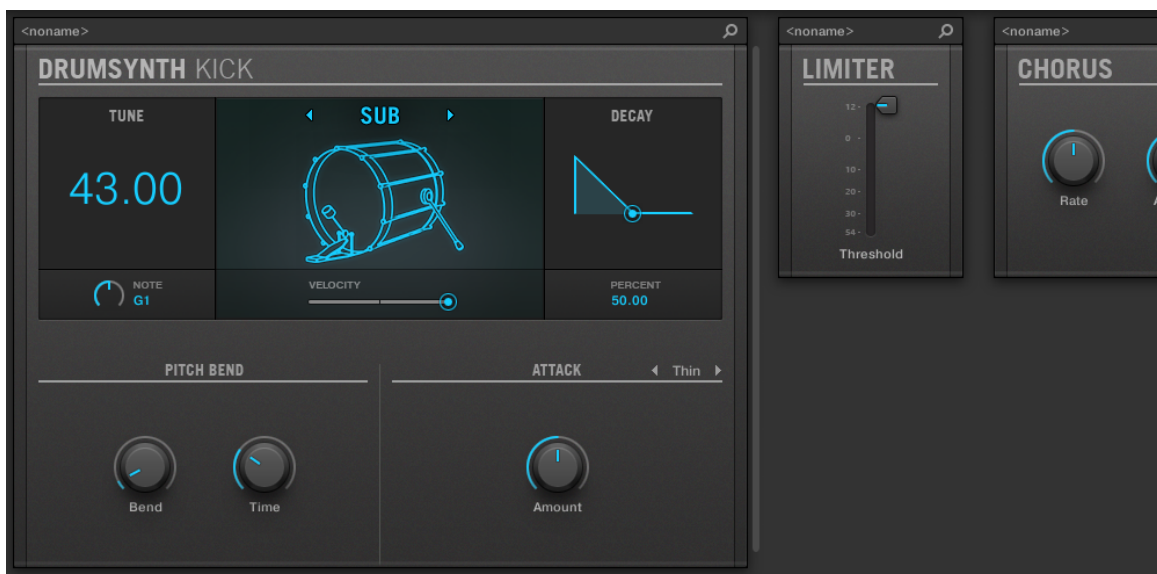 <noname>
DRUMSYNTH KICK
TUNE
SUB
DECAY
43.00
NOTE
G1
VELOCITY
PERCENT
50.00
PITCH BEND
ATTACK
Thin
Bend
Time
Amount
<noname>
LIMITER
12 -
0 -
10 -
20 -
30 -
54 -
Threshold
<noname>
CHORUS
Rate